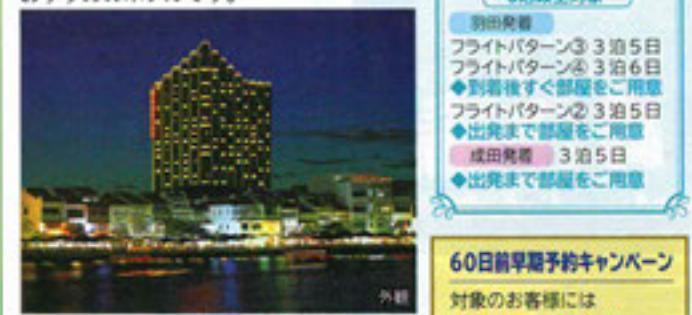 外観
羽田発着
フライトパターン③ 3泊5日
フライトパターン④ 3泊6日
◆到着後すぐ部屋をご用意
フライトパターン② 3泊5日
◆出発まで部屋をご用意
成田発着 3泊5日
◆出発まで部屋をご用意
60日前早期予約キャンペーン
対象のお客様には